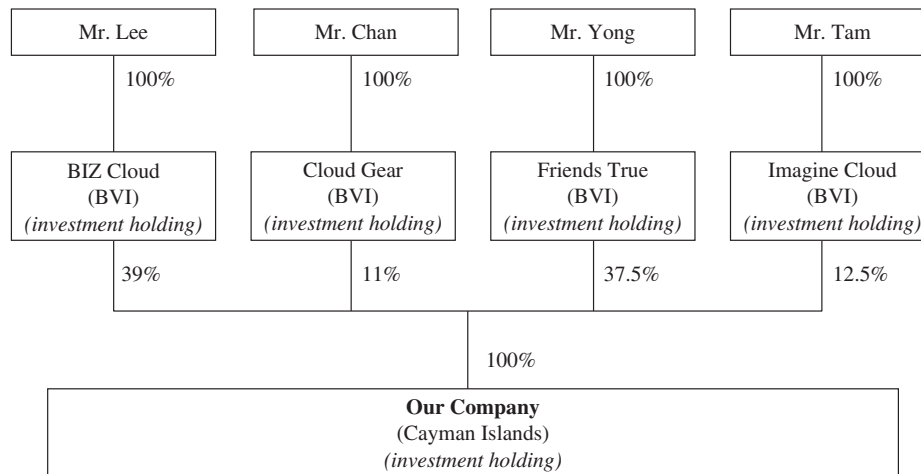 Mr. Lee
Mr. Chan
Mr. Yong
Mr. Tam
100%
100%
100%
100%
BIZ Cloud
(BVI)
(investment holding)
Cloud Gear
(BVI)
(investment holding)
Friends True
(BVI)
(investment holding)
Imagine Cloud
(BVI)
(investment holding)
39%
11%
37.5%
12.5%
100%
Our Company
(Cayman Islands)
(investment holding)